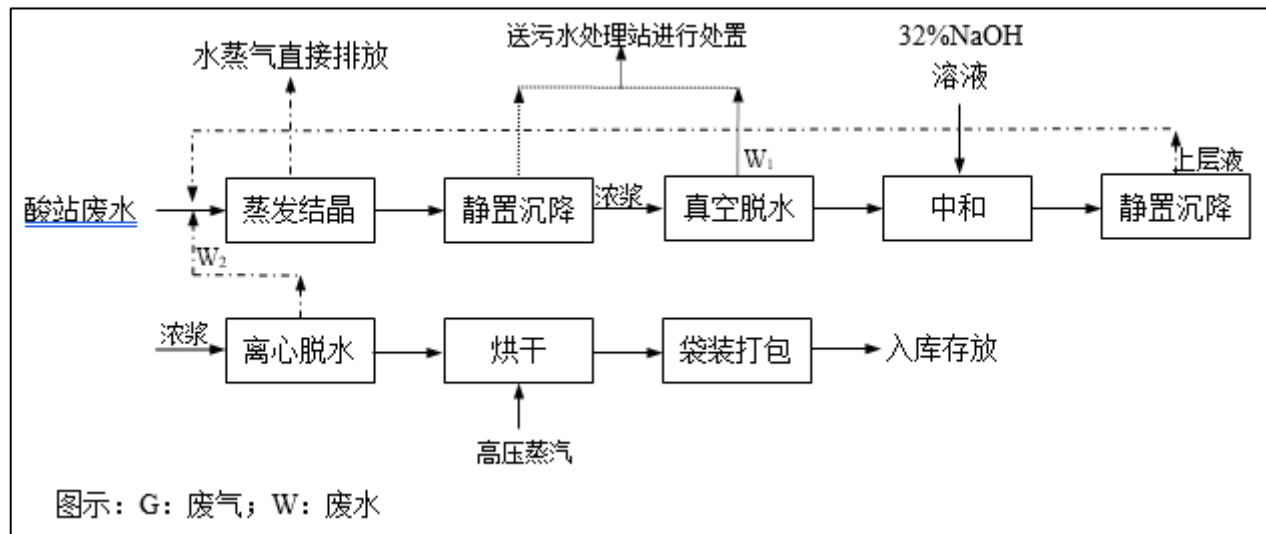 送污水处理站进行处置
32%NaOH
溶液
水蒸气直接排放
W₁
上层液
酸站废水
蒸发结晶
静置沉降
浓浆
真空脱水
中和
静置沉降
W₂
浓浆
离心脱水
烘干
袋装打包
入库存放
高压蒸汽
图示：G：废气；W：废水